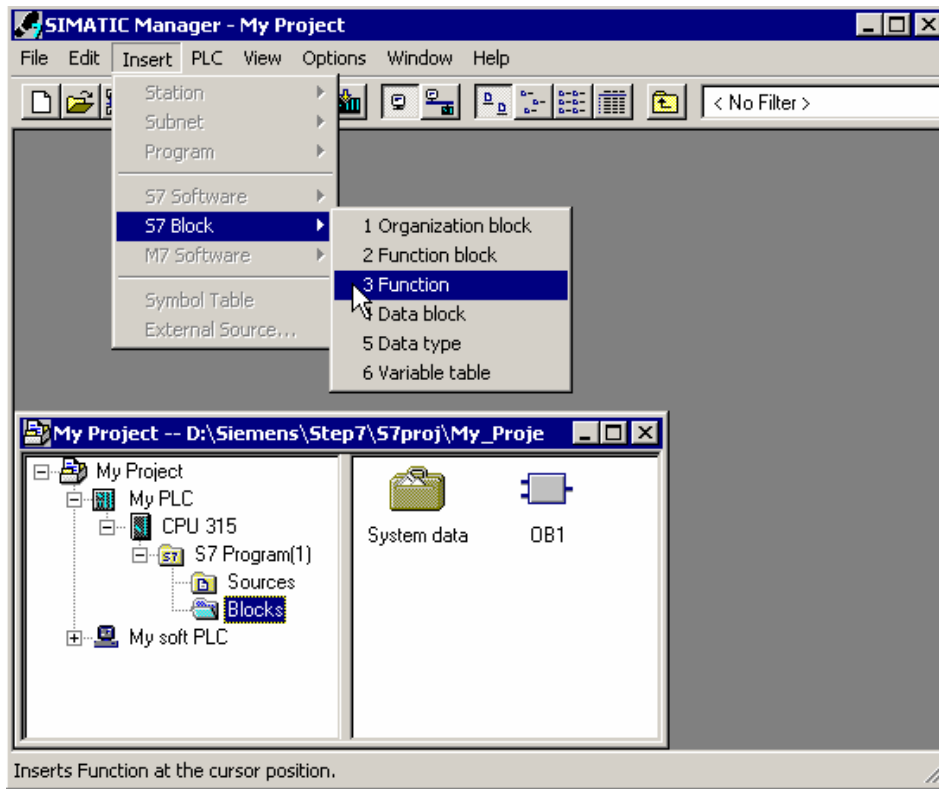 SIMATIC Manager - My Project
File Edit Insert PLC View Options Window Help
< No Filter >
Station
Subnet
Program
S7 Software
S7 Block
M7 Software
Symbol Table
External Source...
1 Organization block
2 Function block
3 Function
Data block
5 Data type
6 Variable table
My Project -- D:\Siemens\Step7\S7proj\My_Proje
My Project
My PLC
CPU 315
S7 Program(1)
Sources
Blocks
My soft PLC
System data
OB1
Inserts Function at the cursor position.